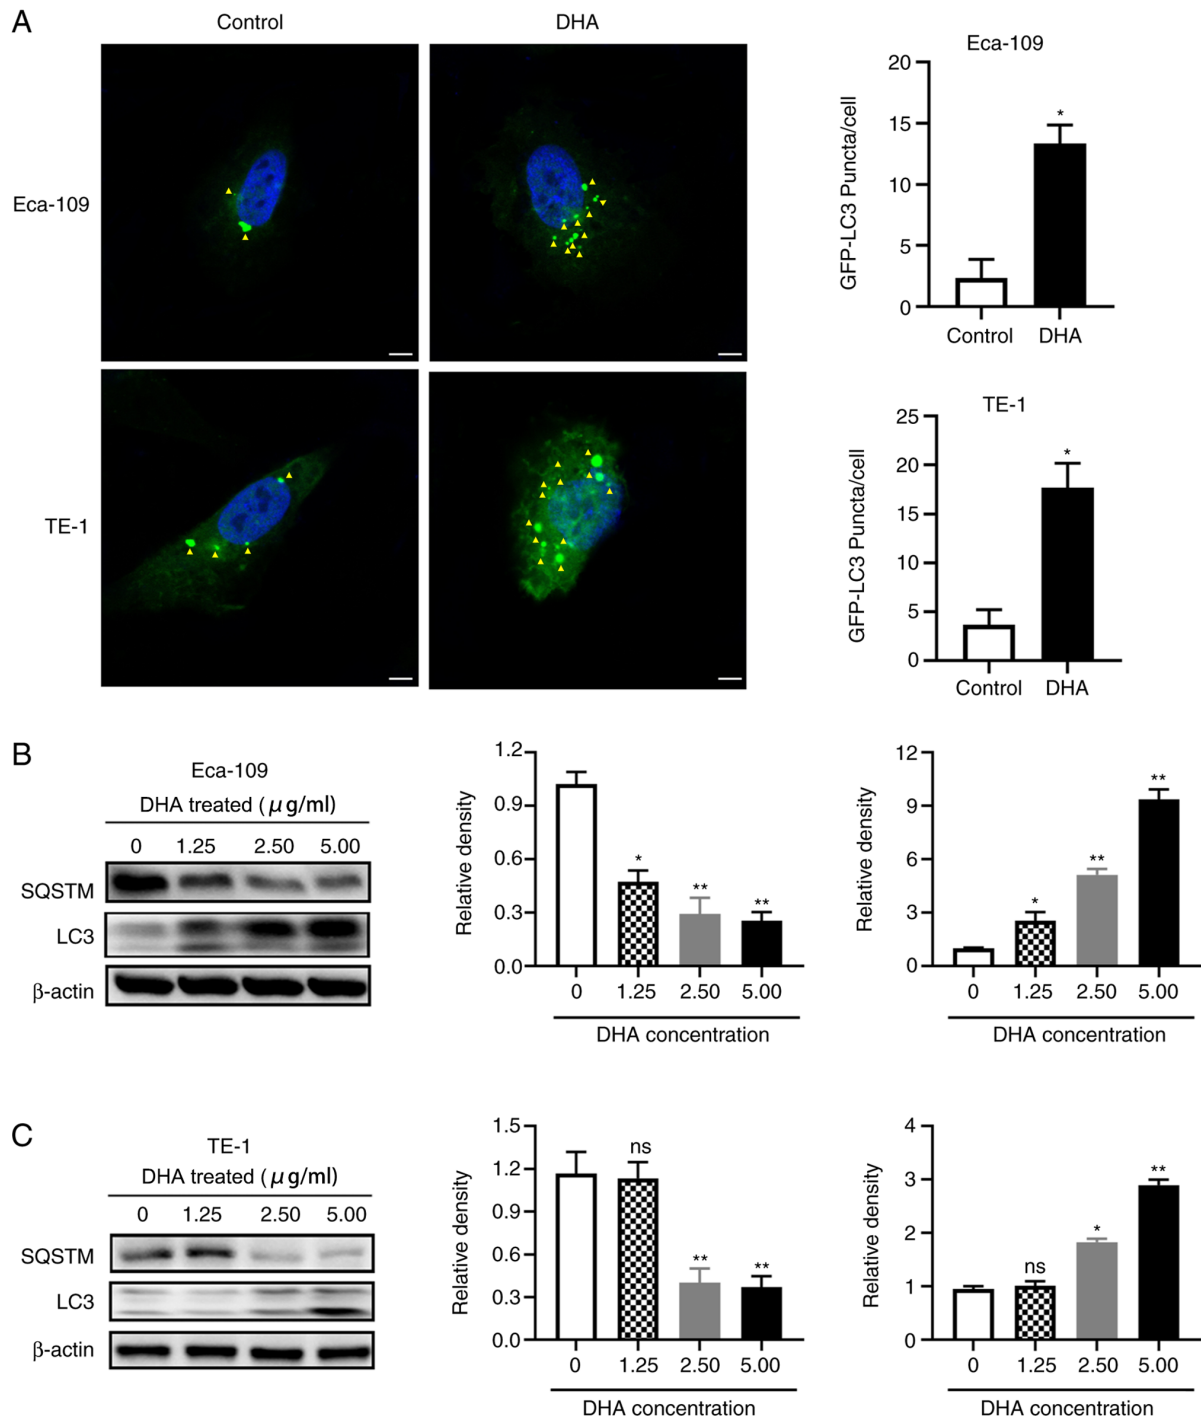 A
Control
DHA
Eca-109
TE-1
Eca-109
GFP-LC3 Puncta/cell
20
15
10
5
0
*
Control
DHA
TE-1
GFP-LC3 Puncta/cell
25
20
15
10
5
0
*
Control
DHA
B
Eca-109
DHA treated (μg/ml)
0 1.25 2.50 5.00
SQSTM
LC3
β-actin
Relative density
1.2
0.9
0.6
0.3
0.0
* ** **
0 1.25 2.50 5.00
DHA concentration
Relative density
12
9
6
3
0
* ** **
0 1.25 2.50 5.00
DHA concentration
C
TE-1
DHA treated (μg/ml)
0 1.25 2.50 5.00
SQSTM
LC3
β-actin
Relative density
1.5
1.2
0.9
0.6
0.3
0.0
ns ** **
0 1.25 2.50 5.00
DHA concentration
Relative density
4
3
2
1
0
ns * **
0 1.25 2.50 5.00
DHA concentration